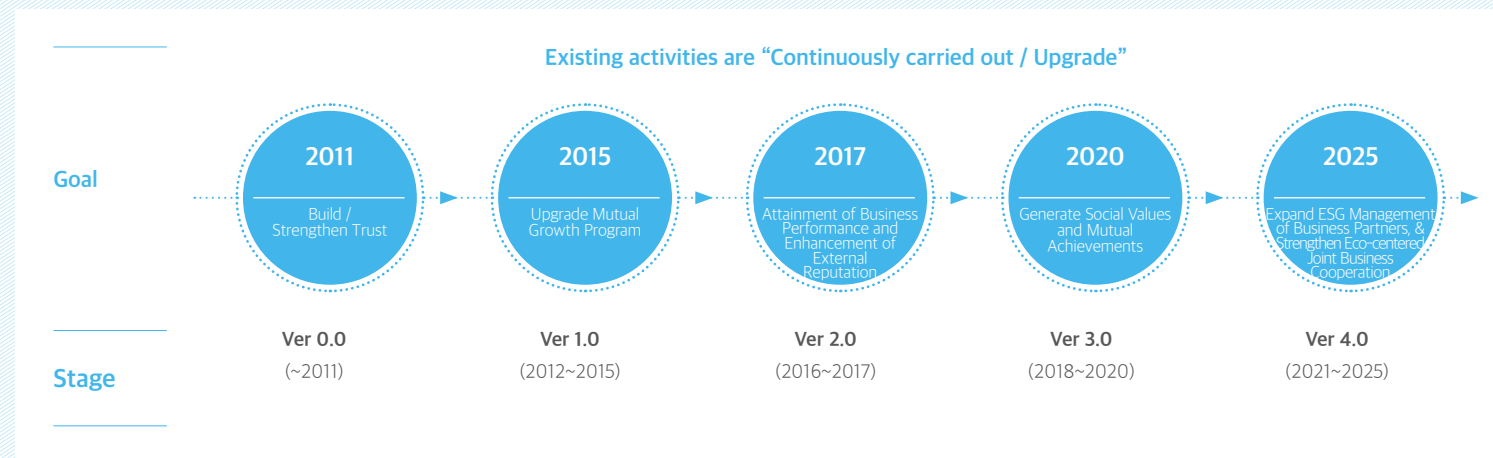 Existing activities are “Continuously carried out / Upgrade”
Goal
2011
Build /
Strengthen Trust
2015
Upgrade Mutual
Growth Program
2017
Attainment of Business
Performance and
Enhancement of
External
Reputation
2020
Generate Social Values
and Mutual
Achievements
2025
Expand ESG Management
of Business Partners, &
Strengthen Eco-centered
Joint Business
Cooperation
Stage
Ver 0.0
(~2011)
Ver 1.0
(2012~2015)
Ver 2.0
(2016~2017)
Ver 3.0
(2018~2020)
Ver 4.0
(2021~2025)